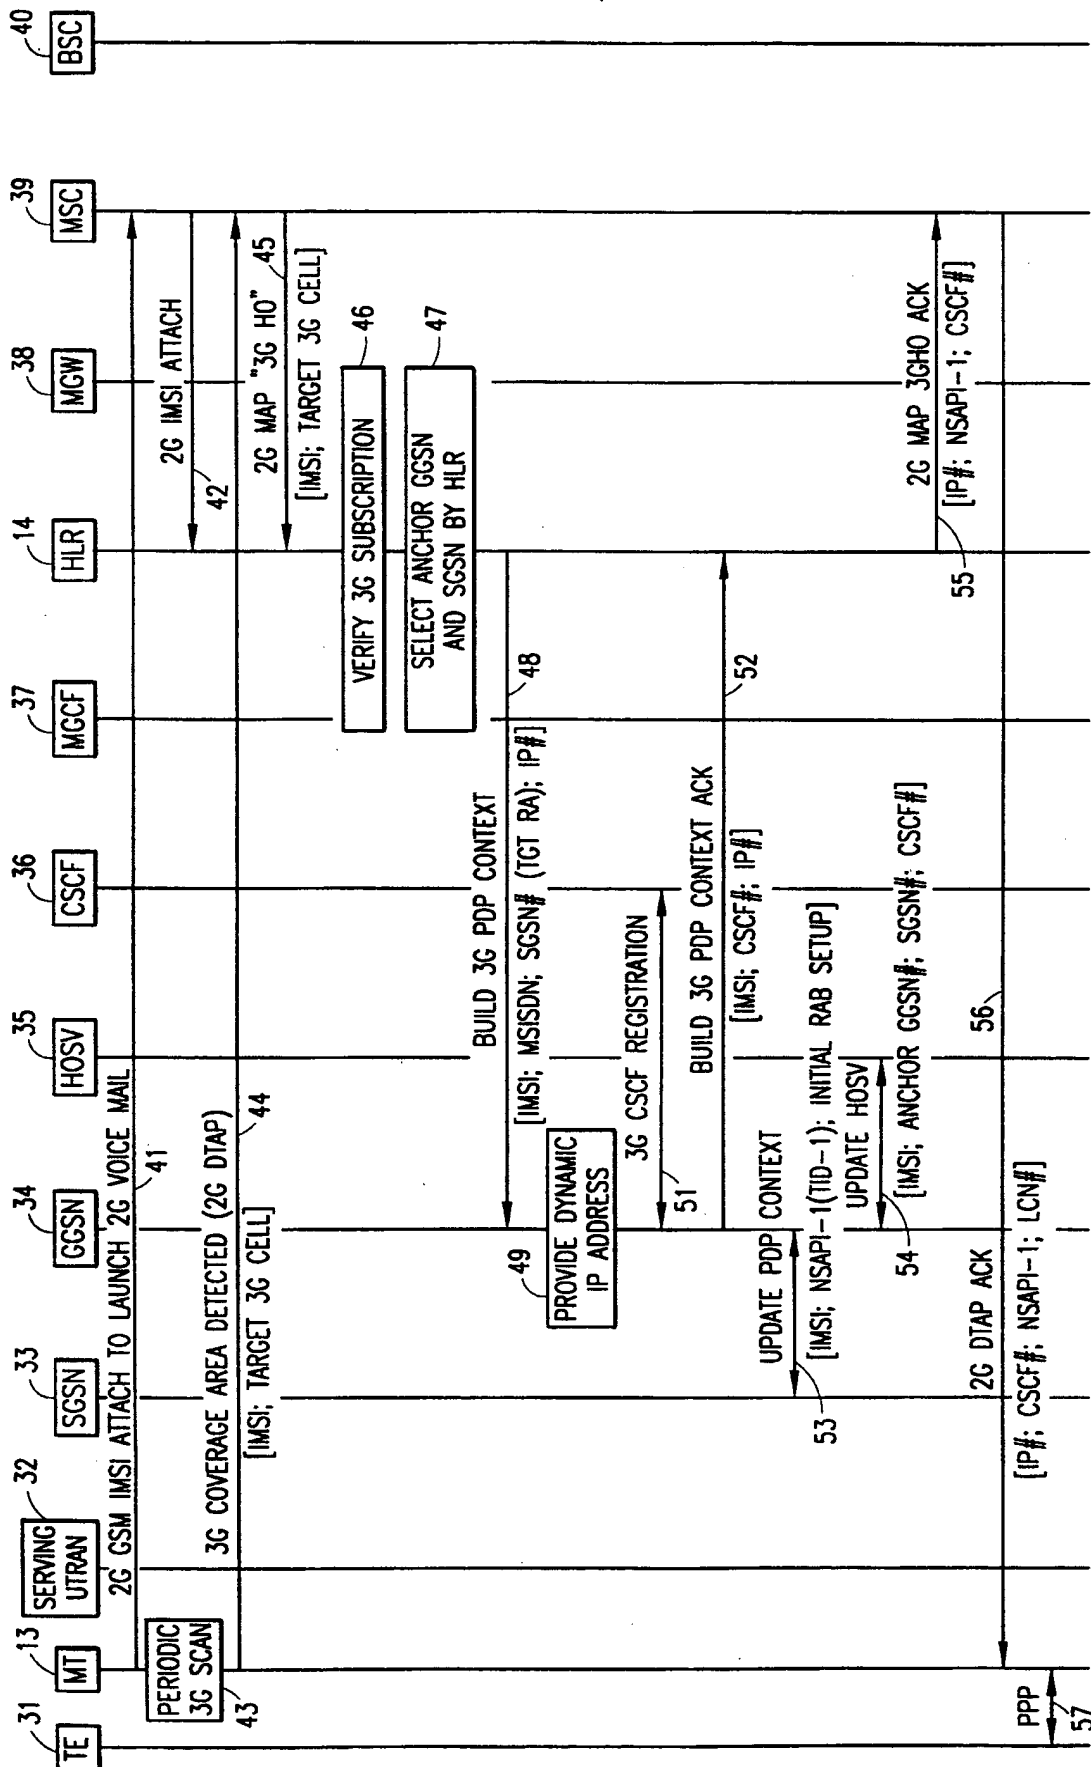 31
TE
13
MT
32
SERVING
UTRAN
33
SGSN
34
GGSN
35
HOSV
36
CSCF
37
MGCF
14
HLR
38
MGW
39
MSC
40
BSC
2G GSM IMSI ATTACH TO LAUNCH 2G VOICE MAIL
41
2G IMSI ATTACH
42
PERIODIC
3G SCAN
43
3G COVERAGE AREA DETECTED (2G DTAP)
44
[IMSI; TARGET 3G CELL]
2G MAP "3G HO"
45
[IMSI; TARGET 3G CELL]
VERIFY 3G SUBSCRIPTION
46
SELECT ANCHOR GGSN
AND SGSN BY HLR
47
BUILD 3G PDP CONTEXT
48
[IMSI; MSISDN; SGSN# (TGT RA); IP#]
49
PROVIDE DYNAMIC
IP ADDRESS
3G CSCF REGISTRATION
51
BUILD 3G PDP CONTEXT ACK
52
[IMSI; CSCF#; IP#]
UPDATE PDP CONTEXT
53
[IMSI; NSAPI-1(TID-1); INITIAL RAB SETUP]
UPDATE HOSV
54
[IMSI; ANCHOR GGSN#; SGSN#; CSCF#]
2G MAP 3GHO ACK
55
[IP#; NSAPI-1; CSCF#]
2G DTAP ACK
56
[IP#; CSCF#; NSAPI-1; LCN#]
PPP
57